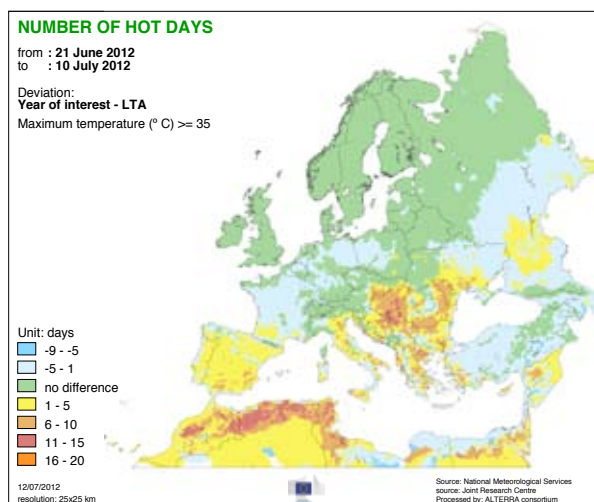 NUMBER OF HOT DAYS
from : 21 June 2012
to : 10 July 2012
Deviation:
Year of interest - LTA
Maximum temperature (º C) >= 35
Unit: days
-9 - -5
-5 - 1
no difference
1 - 5
6 - 10
11 - 15
16 - 20
12/07/2012
resolution: 25x25 km
Source: National Meteorological Services
source: Joint Research Centre
Processed by: ALTERRA consortium